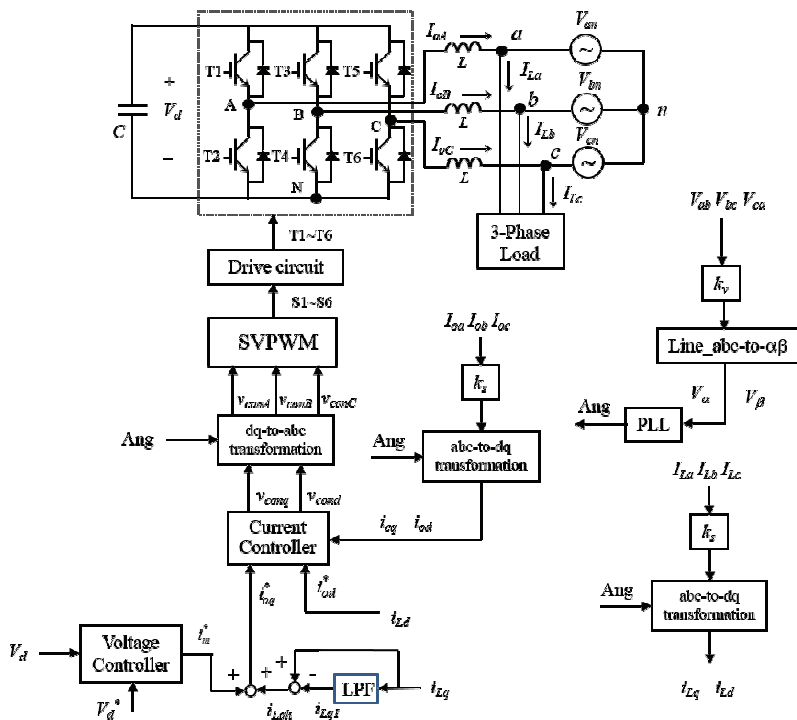 I_oA
a
V_an
L
I_La
T1 T3 T5
+
A
I_oB
b
V_bn
C
V_d
B
L
n
I_Lb
C
I_oC
c
V_cn
−
T2 T4 T6
L
N
I_Lc
T1~T6
3-Phase
Load
V_ab V_bc V_ca
Drive circuit
S1~S6
k_v
SVPWM
I_oa I_ob I_oc
Line_abc-to-αβ
k_s
V_α V_β
v_conA v_conB v_conC
Ang
PLL
Ang
dq-to-abc
transformation
Ang
abc-to-dq
transformation
I_La I_Lb I_Lc
v_conq v_cond
k_s
Current
Controller
i_oq i_od
Ang
abc-to-dq
transformation
i_oq* i_od*
i_Ld
V_d
Voltage
Controller
i_m*
+ + + -
LPF
i_Lq
i_Lqh i_Lq1
V_d*
i_Lq i_Ld